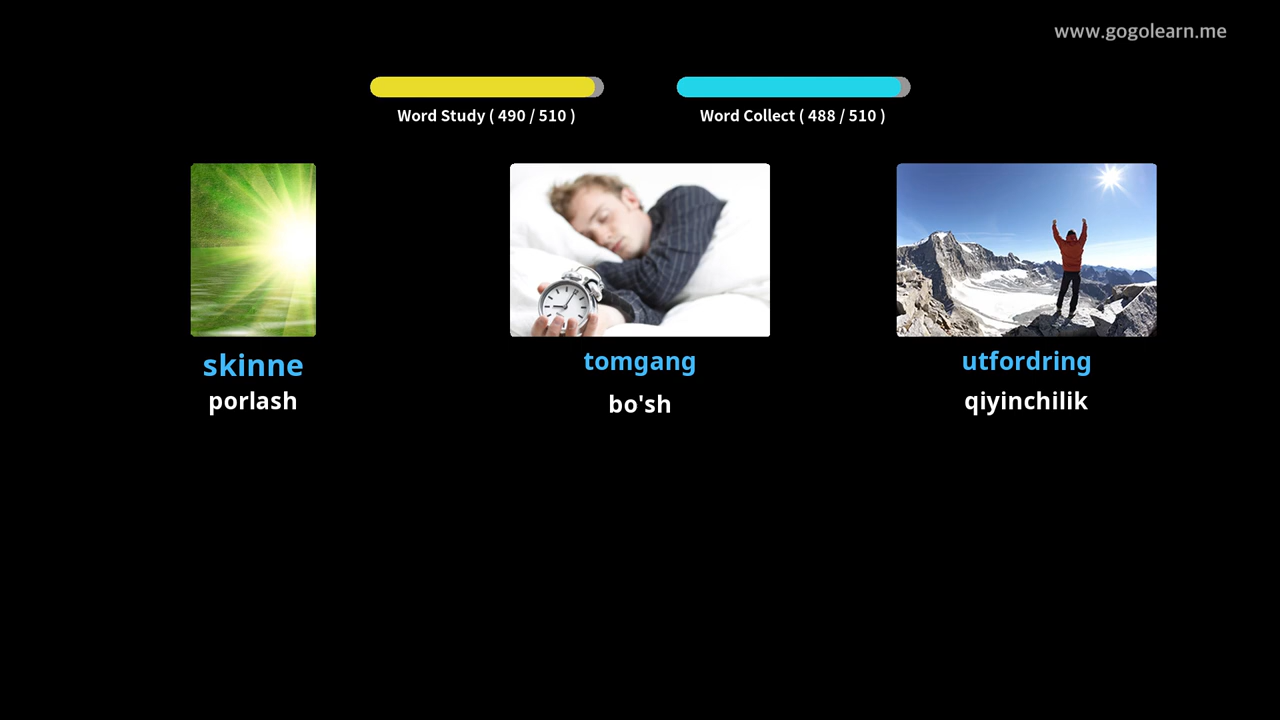 www.gogolearn.me
Word Study ( 490 / 510 )
Word Collect ( 488 / 510 )
skinne
porlash
tomgang
bo'sh
utfordring
qiyinchilik